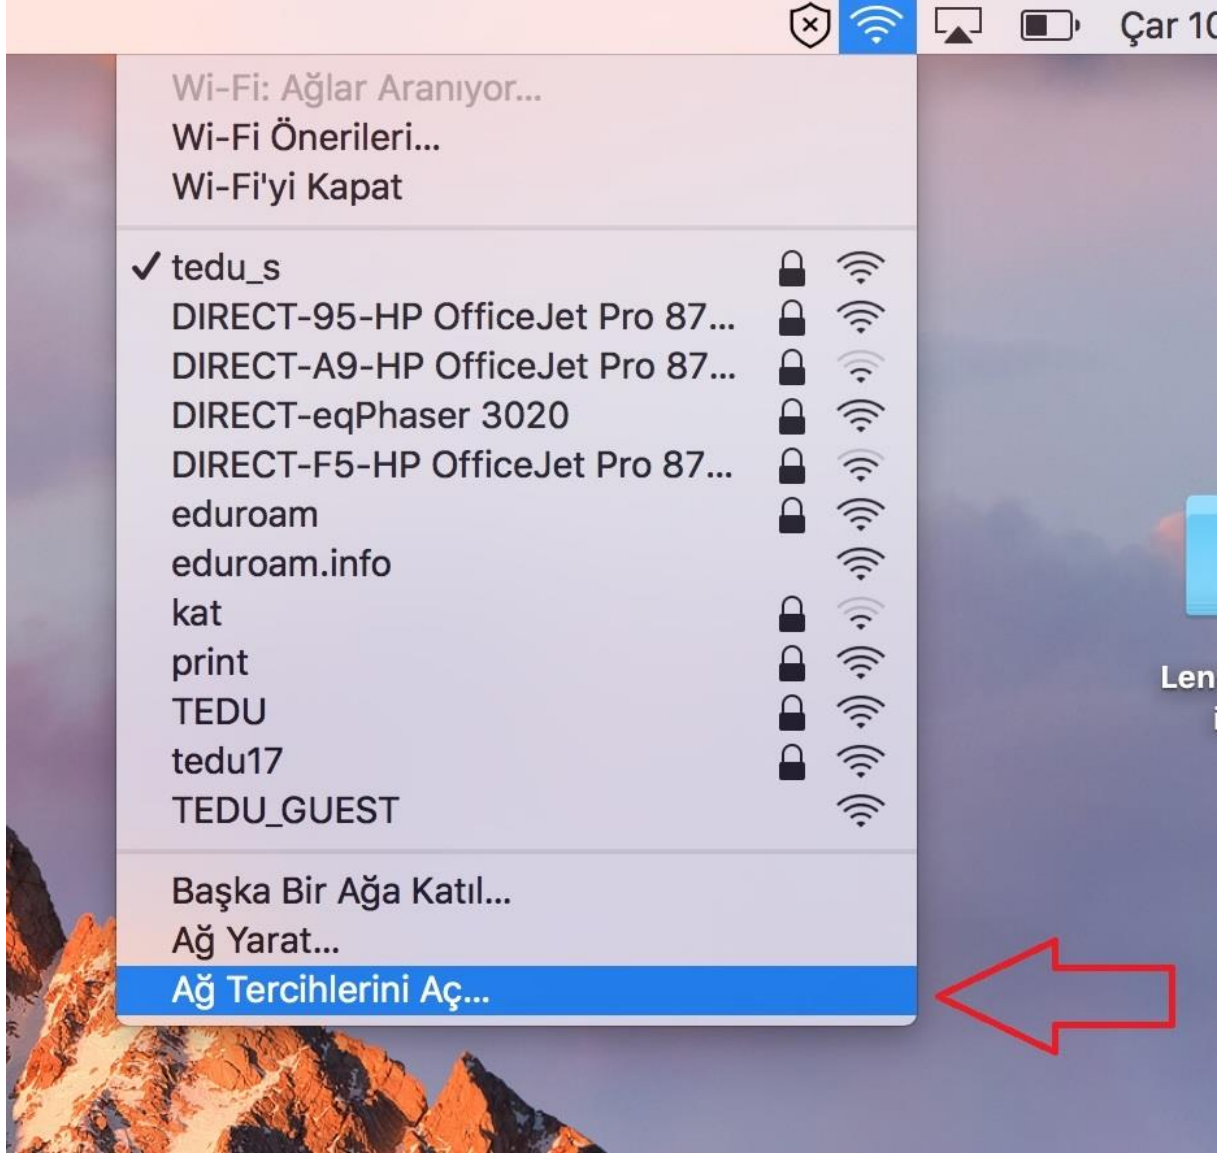 Çar 10
Wi-Fi: Ağlar Aranıyor...
Wi-Fi Önerileri...
Wi-Fi'yi Kapat
tedu_s
DIRECT-95-HP OfficeJet Pro 87...
DIRECT-A9-HP OfficeJet Pro 87...
DIRECT-eqPhaser 3020
DIRECT-F5-HP OfficeJet Pro 87...
eduroam
eduroam.info
kat
print
TEDU
tedu17
TEDU_GUEST
Len
Başka Bir Ağa Katıl...
Ağ Yarat...
Ağ Tercihlerini Aç...